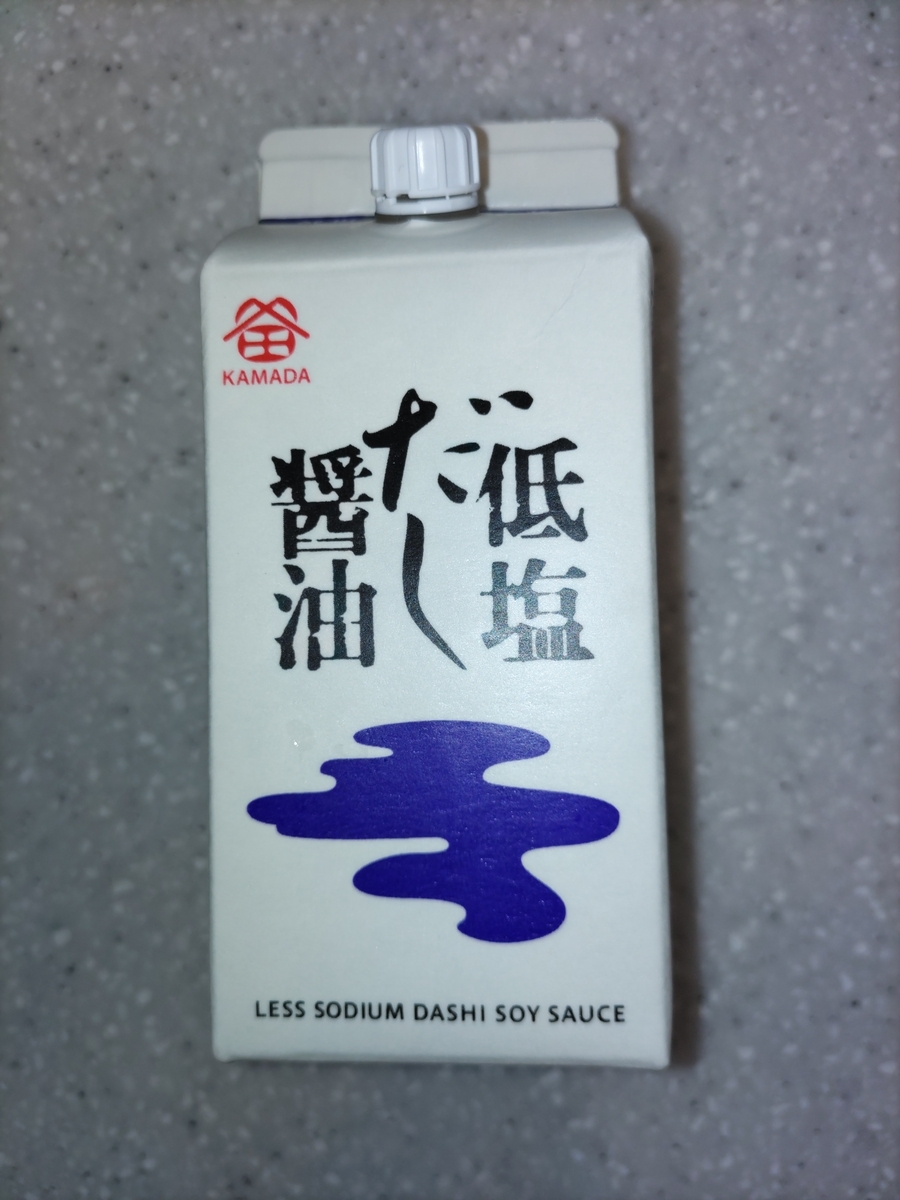 KAMADA
低塩
だし
醤油
LESS SODIUM DASHI SOY SAUCE